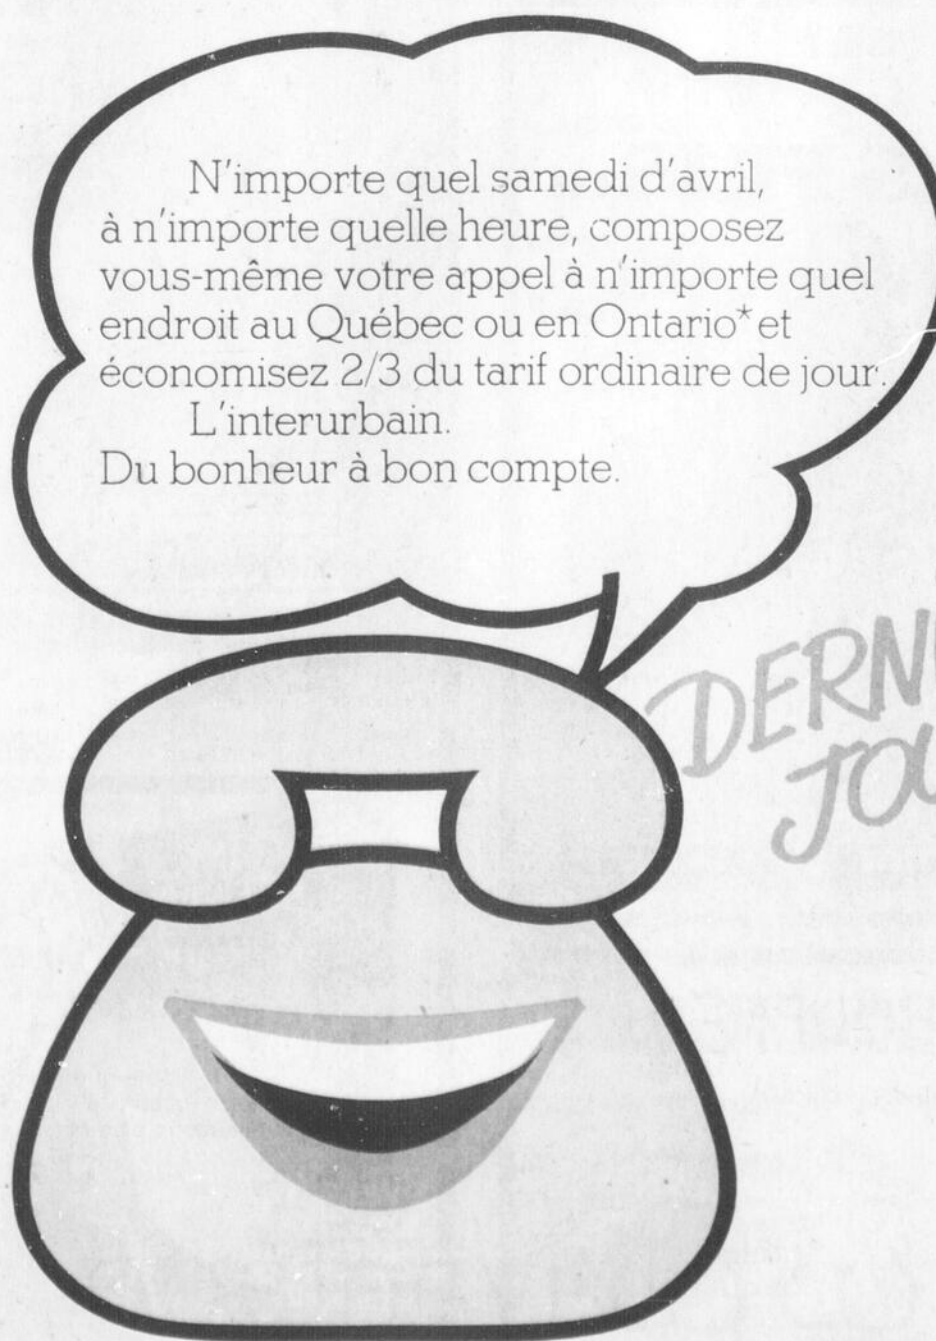 N'importe quel samedi d'avril,
à n'importe quelle heure, composez
vous-même votre appel à n'importe quel
endroit au Québec ou en Ontario* et
économisez 2/3 du tarif ordinaire de jour.
L'interurbain.
Du bonheur à bon compte.